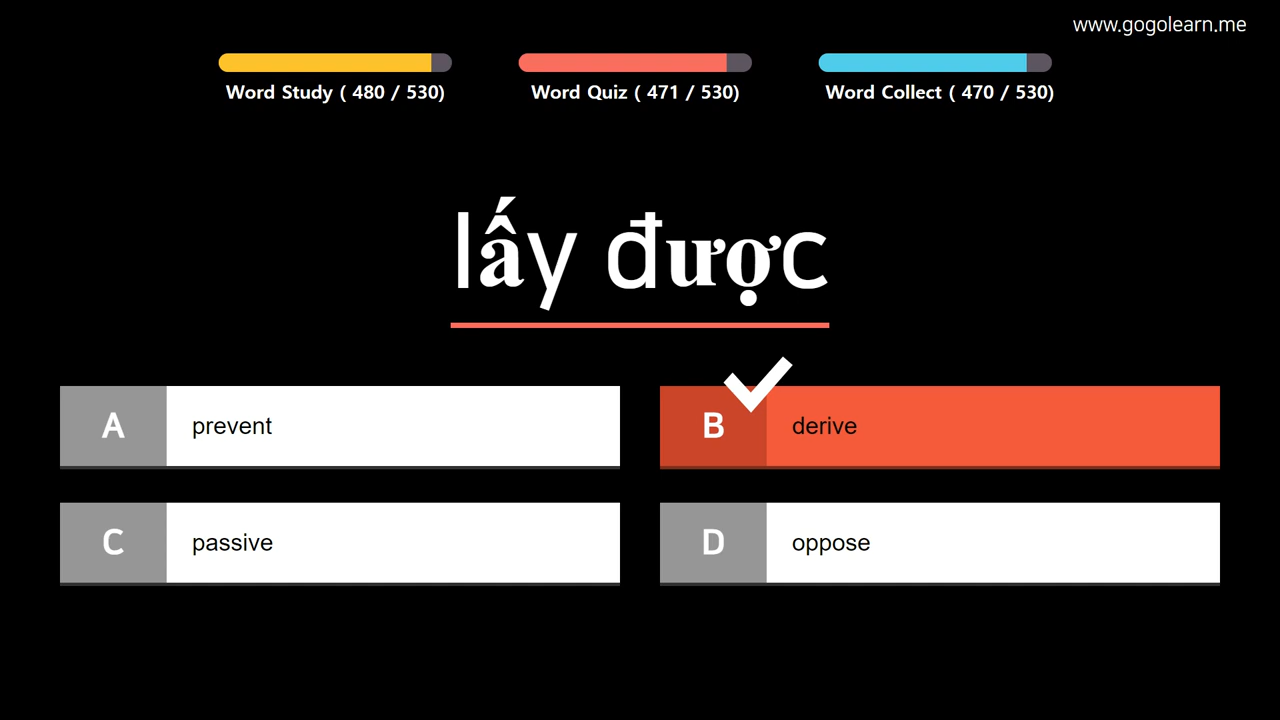 www.gogolearn.me
Word Study ( 480 / 530)
Word Quiz ( 471 / 530)
Word Collect ( 470 / 530)
lấy được
A prevent
B derive
C passive
D oppose